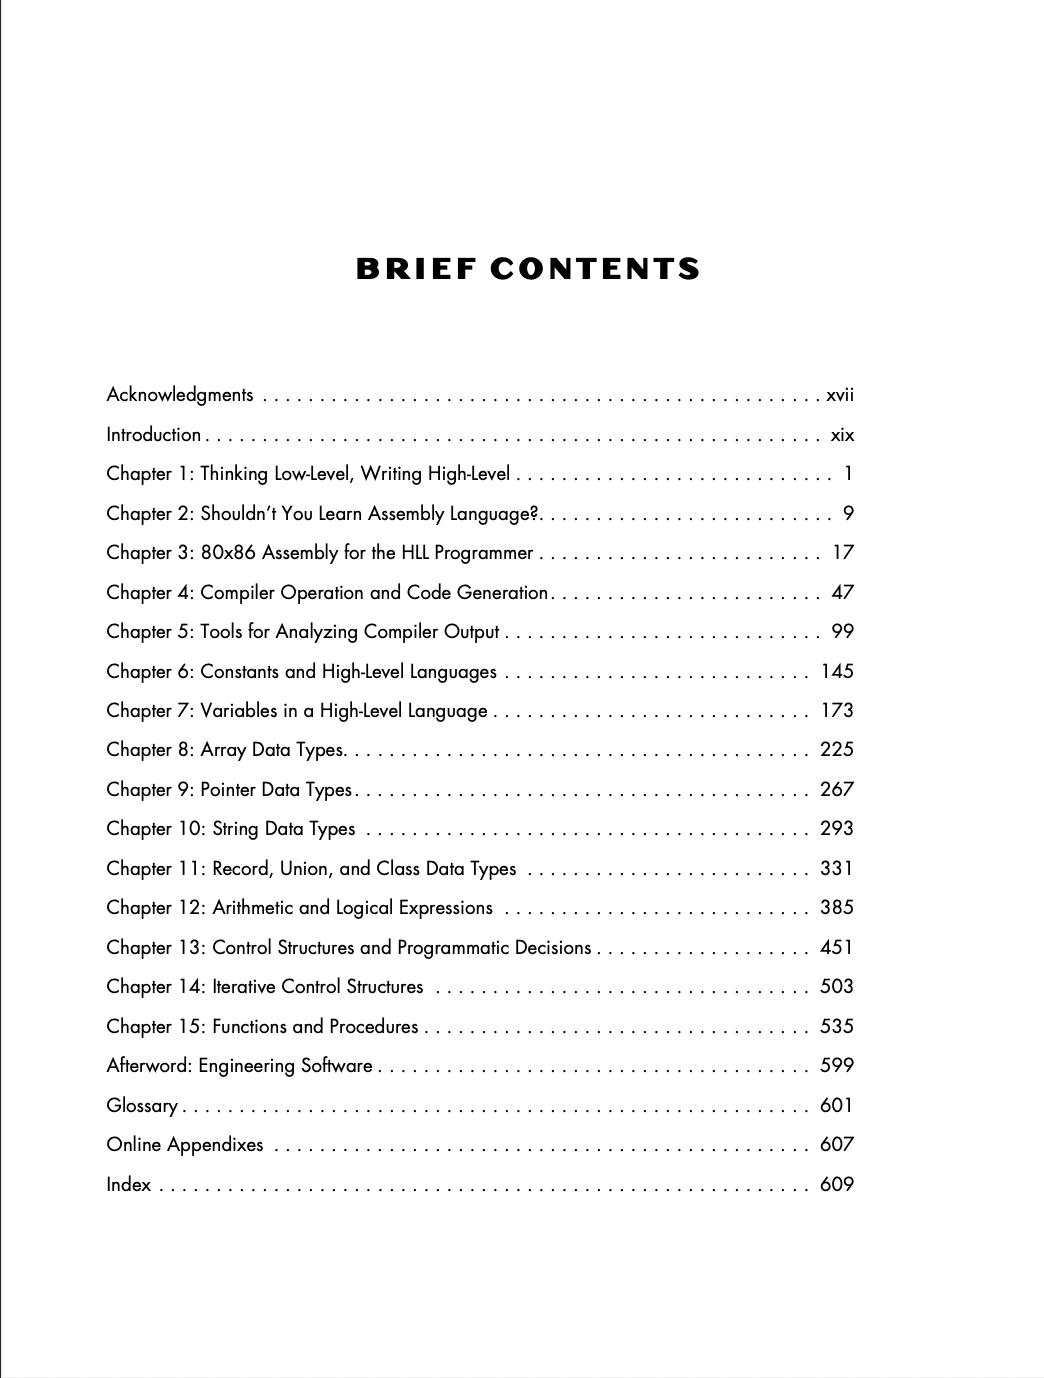 BRIEF CONTENTS
Acknowledgments . . . . . . . . . . . . . . . . . . . . . . . . . . . . . . . . . . . . . . . . . . . . . . . . . xvii
Introduction . . . . . . . . . . . . . . . . . . . . . . . . . . . . . . . . . . . . . . . . . . . . . . . . . . . . . . xix
Chapter 1: Thinking Low-Level, Writing High-Level . . . . . . . . . . . . . . . . . . . . . . . . . . . . 1
Chapter 2: Shouldn’t You Learn Assembly Language?. . . . . . . . . . . . . . . . . . . . . . . . . . 9
Chapter 3: 80x86 Assembly for the HLL Programmer . . . . . . . . . . . . . . . . . . . . . . . . . 17
Chapter 4: Compiler Operation and Code Generation. . . . . . . . . . . . . . . . . . . . . . . . 47
Chapter 5: Tools for Analyzing Compiler Output . . . . . . . . . . . . . . . . . . . . . . . . . . . . 99
Chapter 6: Constants and High-Level Languages . . . . . . . . . . . . . . . . . . . . . . . . . . . 145
Chapter 7: Variables in a High-Level Language . . . . . . . . . . . . . . . . . . . . . . . . . . . . 173
Chapter 8: Array Data Types. . . . . . . . . . . . . . . . . . . . . . . . . . . . . . . . . . . . . . . . . 225
Chapter 9: Pointer Data Types. . . . . . . . . . . . . . . . . . . . . . . . . . . . . . . . . . . . . . . . 267
Chapter 10: String Data Types . . . . . . . . . . . . . . . . . . . . . . . . . . . . . . . . . . . . . . . 293
Chapter 11: Record, Union, and Class Data Types . . . . . . . . . . . . . . . . . . . . . . . . . 331
Chapter 12: Arithmetic and Logical Expressions . . . . . . . . . . . . . . . . . . . . . . . . . . . 385
Chapter 13: Control Structures and Programmatic Decisions . . . . . . . . . . . . . . . . . . . 451
Chapter 14: Iterative Control Structures . . . . . . . . . . . . . . . . . . . . . . . . . . . . . . . . . 503
Chapter 15: Functions and Procedures . . . . . . . . . . . . . . . . . . . . . . . . . . . . . . . . . . 535
Afterword: Engineering Software . . . . . . . . . . . . . . . . . . . . . . . . . . . . . . . . . . . . . . 599
Glossary . . . . . . . . . . . . . . . . . . . . . . . . . . . . . . . . . . . . . . . . . . . . . . . . . . . . . . . 601
Online Appendixes . . . . . . . . . . . . . . . . . . . . . . . . . . . . . . . . . . . . . . . . . . . . . . . 607
Index . . . . . . . . . . . . . . . . . . . . . . . . . . . . . . . . . . . . . . . . . . . . . . . . . . . . . . . . . 609